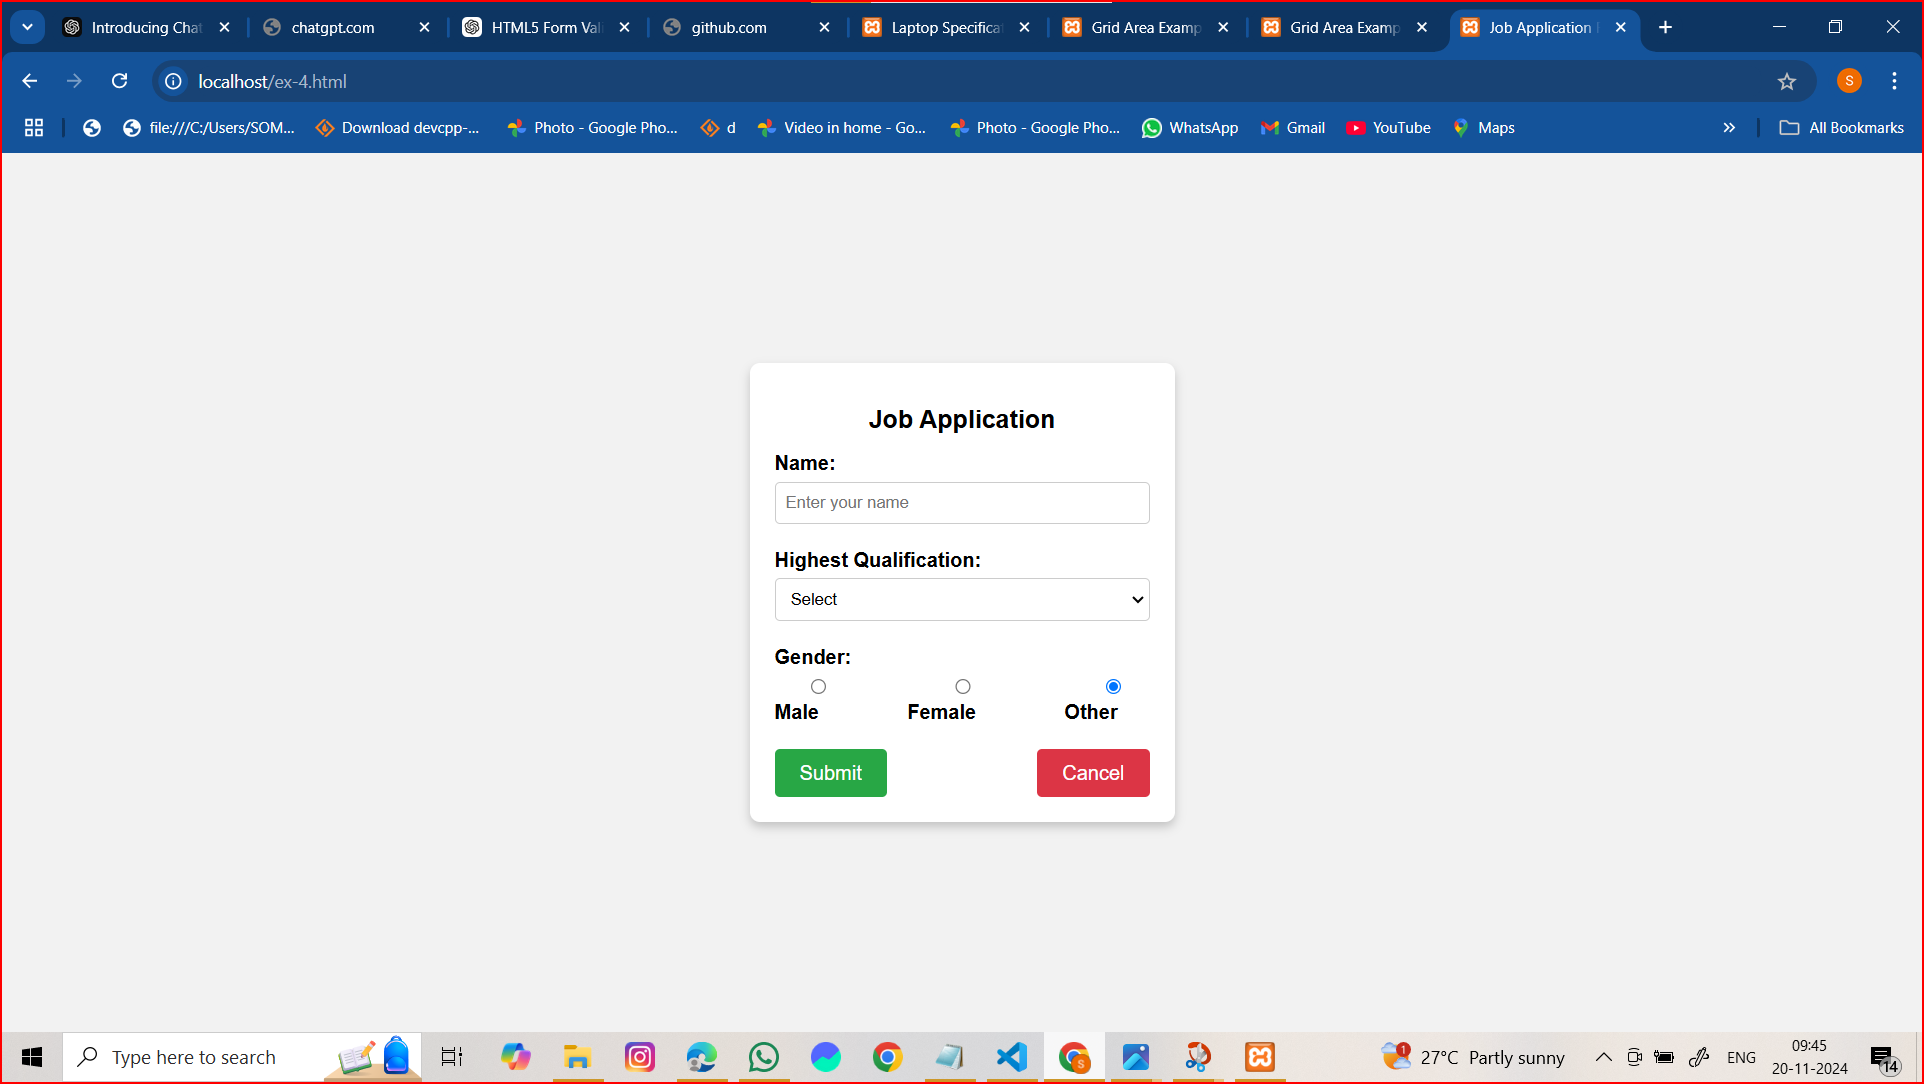 Introducing Chat
chatgpt.com
HTML5 Form Vali
github.com
Laptop Specificat
Grid Area Examp
Grid Area Examp
Job Application
localhost/ex-4.html
S
file:///C:/Users/SOM...
Download devcpp-...
Photo - Google Pho...
d
Video in home - Go...
Photo - Google Pho...
WhatsApp
Gmail
YouTube
Maps
All Bookmarks
Job Application
Name:
Enter your name
Highest Qualification:
Select
Gender:
Male Female Other
Submit Cancel
Type here to search
S
1
27°C Partly sunny
ENG
09:45
20-11-2024
14